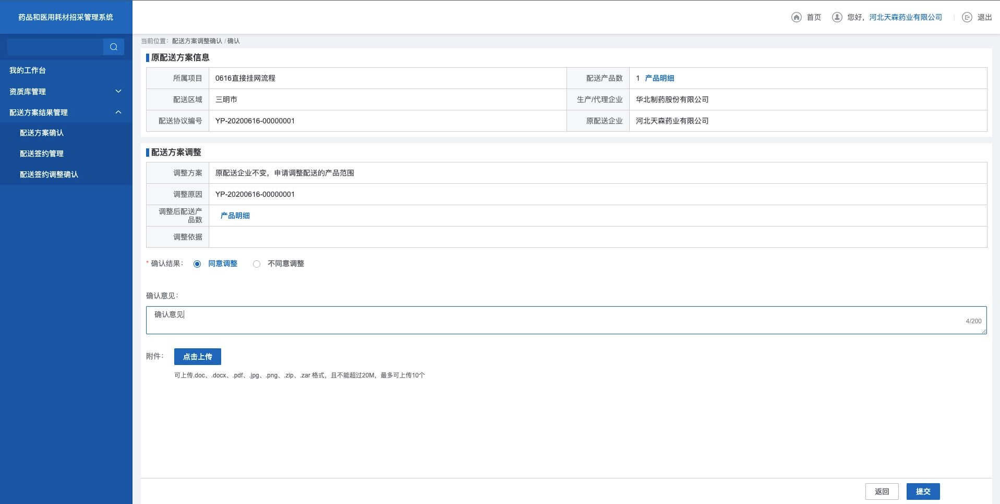 药品和医用耗材招采管理系统
首页
您好，河北天森药业有限公司
退出
我的工作台
资质库管理
配送方案结果管理
配送方案确认
配送签约管理
配送签约调整确认
当前位置：配送方案调整确认 / 确认
原配送方案信息
所属项目 0616直接挂网流程 配送产品数 1 产品明细
配送区域 三明市 生产/代理企业 华北制药股份有限公司
配送协议编号 YP-20200616-00000001 原配送企业 河北天森药业有限公司
配送方案调整
调整方案 原配送企业不变，申请调整配送的产品范围
调整原因 YP-20200616-00000001
调整后配送产
品数 产品明细
调整依据
* 确认结果： 同意调整 不同意调整
确认意见：
确认意见
4/200
附件： 点击上传
可上传.doc、.docx、.pdf、.jpg、.png、.zip、.zar 格式，且不能超过20M，最多可上传10个
返回 提交